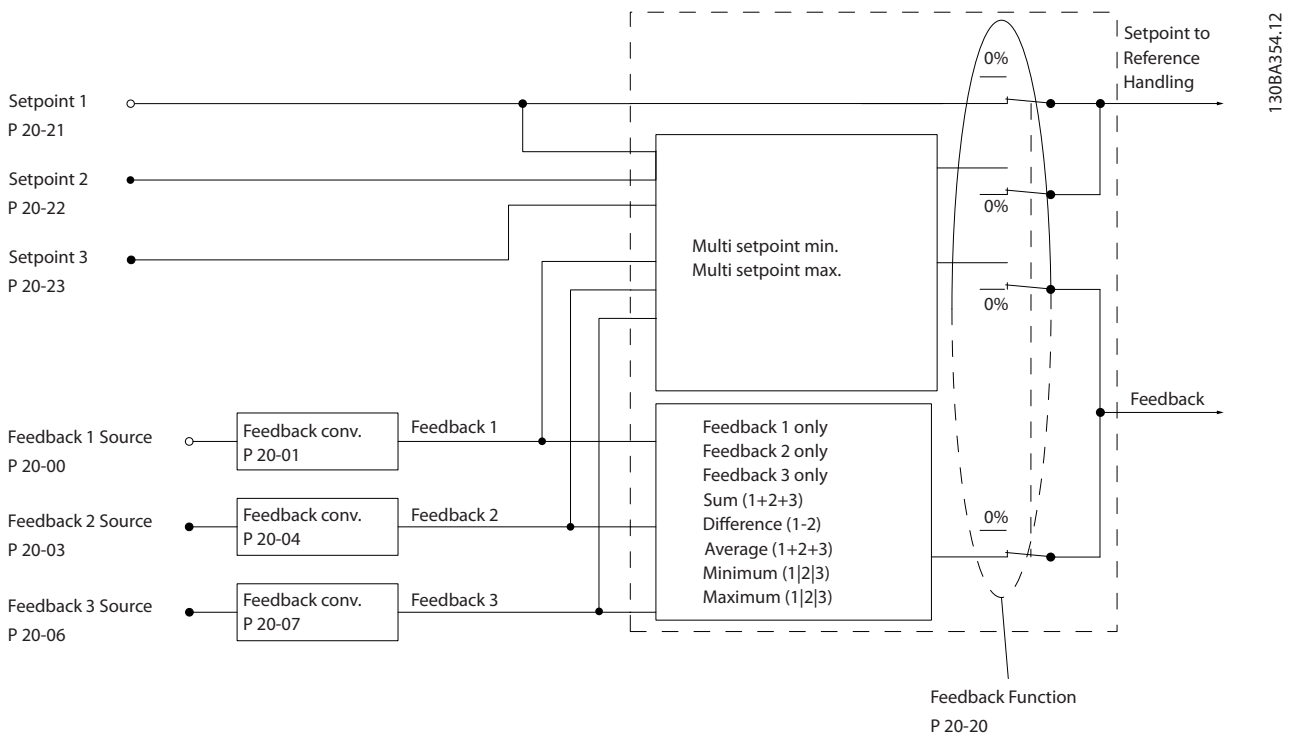 130BA354.12
Setpoint to
Reference
Handling
0%
Setpoint 1
P 20-21
Setpoint 2
P 20-22
0%
Setpoint 3
P 20-23
Multi setpoint min.
Multi setpoint max.
0%
Feedback
Feedback 1 Source
P 20-00
Feedback conv.
P 20-01
Feedback 1
Feedback 2 Source
P 20-03
Feedback conv.
P 20-04
Feedback 2
Feedback 3 Source
P 20-06
Feedback conv.
P 20-07
Feedback 3
Feedback 1 only
Feedback 2 only
Feedback 3 only
Sum (1+2+3)
Difference (1-2)
Average (1+2+3)
Minimum (1|2|3)
Maximum (1|2|3)
0%
Feedback Function
P 20-20